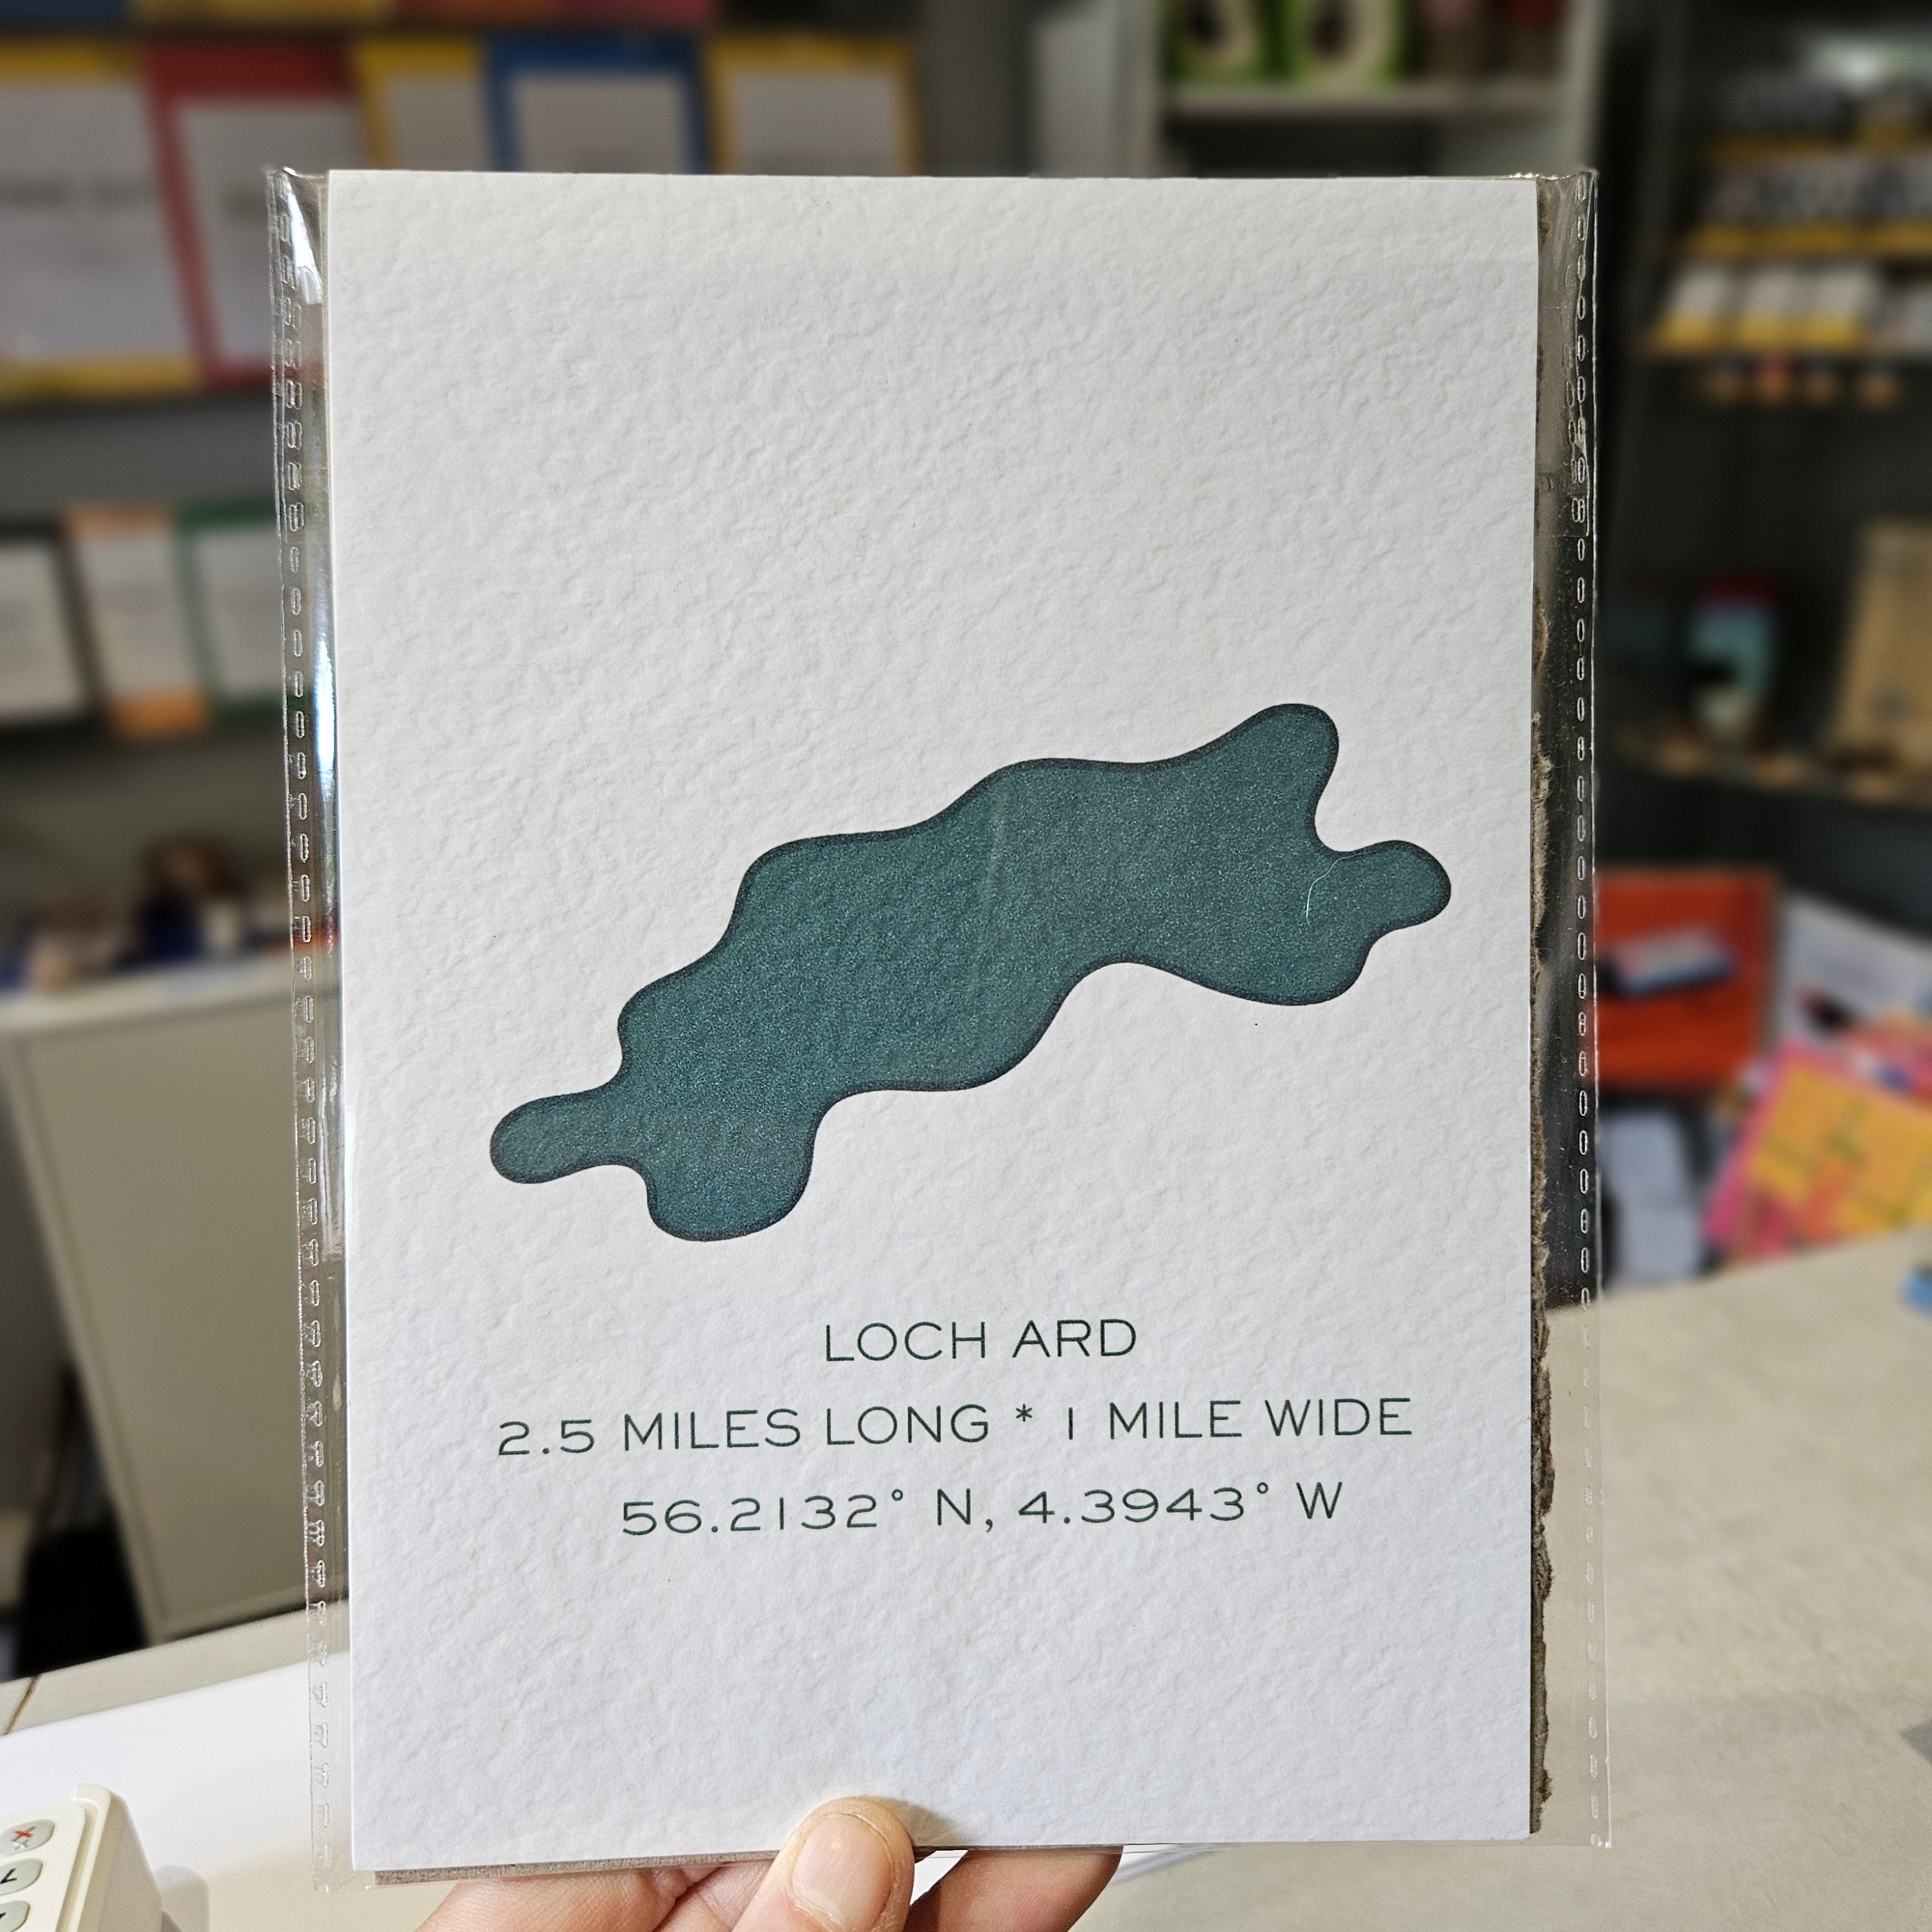 LOCH ARD
2.5 MILES LONG * 1 MILE WIDE
56.2132° N, 4.3943° W